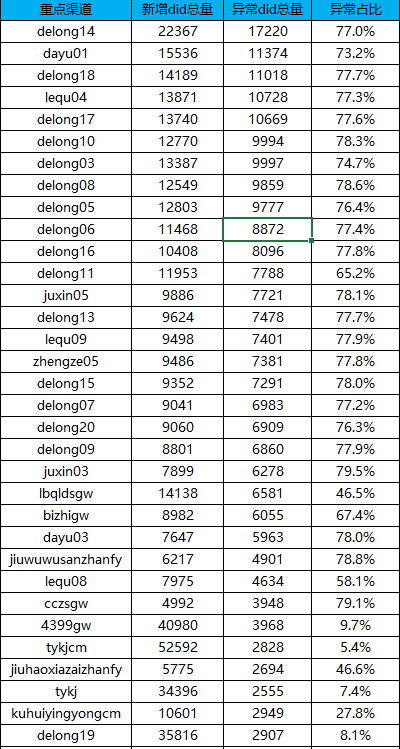 重点渠道 新增did总量 异常did总量 异常占比
delong14 22367 17220 77.0%
dayu01 15536 11374 73.2%
delong18 14189 11018 77.7%
lequ04 13871 10728 77.3%
delong17 13740 10669 77.6%
delong10 12770 9994 78.3%
delong03 13387 9997 74.7%
delong08 12549 9859 78.6%
delong05 12803 9777 76.4%
delong06 11468 8872 77.4%
delong16 10408 8096 77.8%
delong11 11953 7788 65.2%
juxin05 9886 7721 78.1%
delong13 9624 7478 77.7%
lequ09 9498 7401 77.9%
zhengze05 9486 7381 77.8%
delong15 9352 7291 78.0%
delong07 9041 6983 77.2%
delong20 9060 6909 76.3%
delong09 8801 6860 77.9%
juxin03 7899 6278 79.5%
lbqldsgw 14138 6581 46.5%
bizhigw 8982 6055 67.4%
dayu03 7647 5963 78.0%
jiuwuwusanzhanfy 6217 4901 78.8%
lequ08 7975 4634 58.1%
cczsgw 4992 3948 79.1%
4399gw 40980 3968 9.7%
tykjcm 52592 2828 5.4%
jiuhaoxiazaizhanfy 5775 2694 46.6%
tykj 34396 2555 7.4%
kuhuiyingyongcm 10601 2949 27.8%
delong19 35816 2907 8.1%